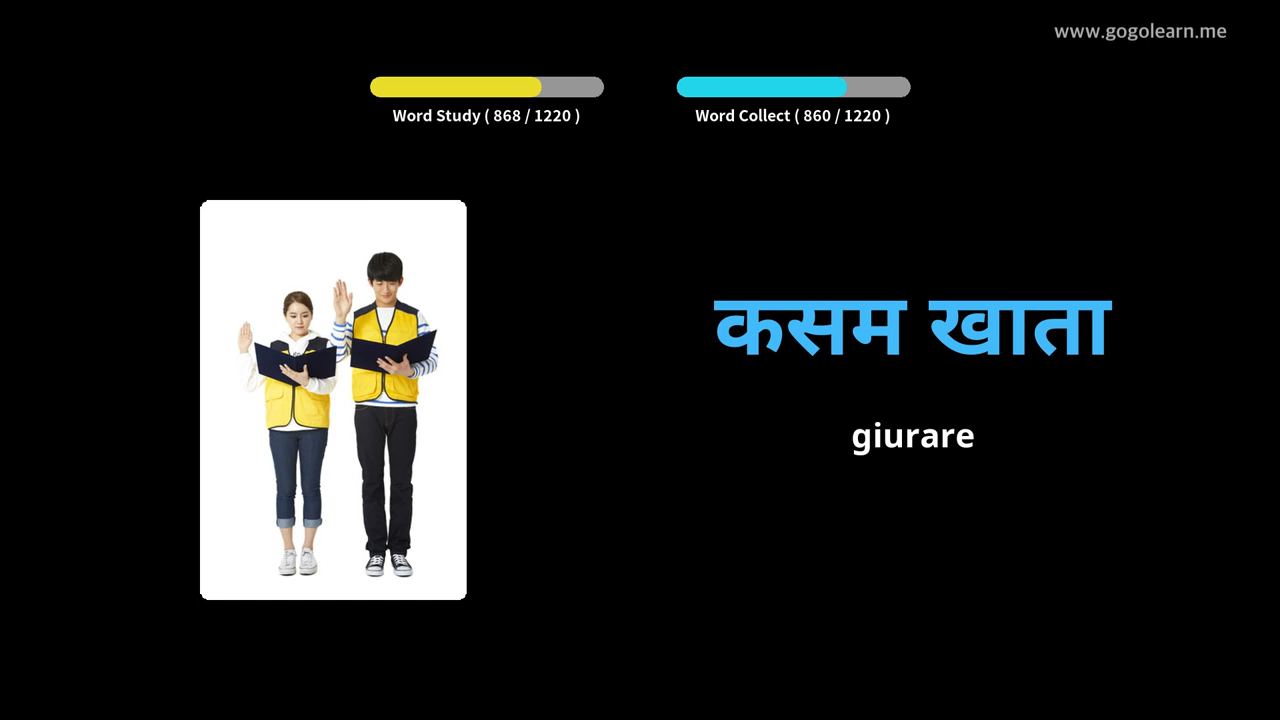 www.gogolearn.me
Word Study ( 868 / 1220 )
Word Collect ( 860 / 1220 )
कसम खाता
giurare